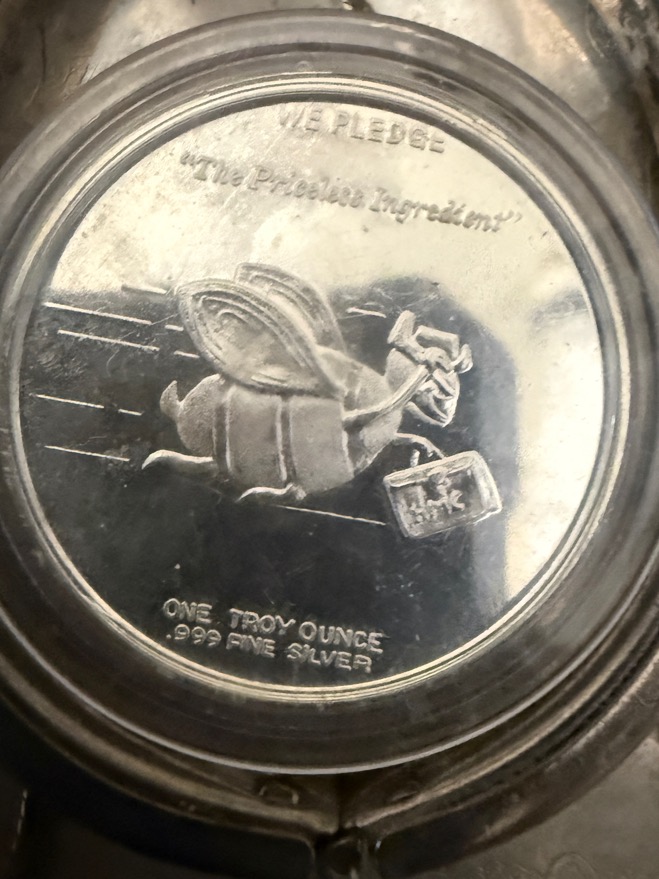 WE PLEDGE
"The Priceless Ingredient"
ONE TROY OUNCE
.999 FINE SILVER